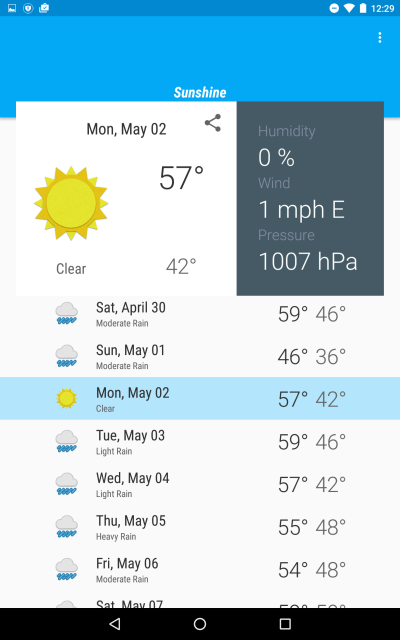 12:29
Sunshine
Mon, May 02
57°
Clear
42°
Humidity
0 %
Wind
1 mph E
Pressure
1007 hPa
Sat, April 30
Moderate Rain
59° 46°
Sun, May 01
Moderate Rain
46° 36°
Mon, May 02
Clear
57° 42°
Tue, May 03
Light Rain
59° 46°
Wed, May 04
Light Rain
57° 42°
Thu, May 05
Heavy Rain
55° 48°
Fri, May 06
Moderate Rain
54° 48°
Sat, May 07